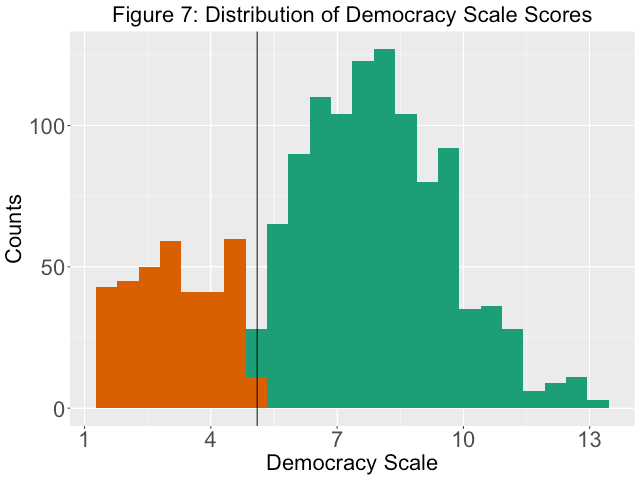 Figure 7: Distribution of Democracy Scale Scores
Counts
100
50
0
1 4 7 10 13
Democracy Scale